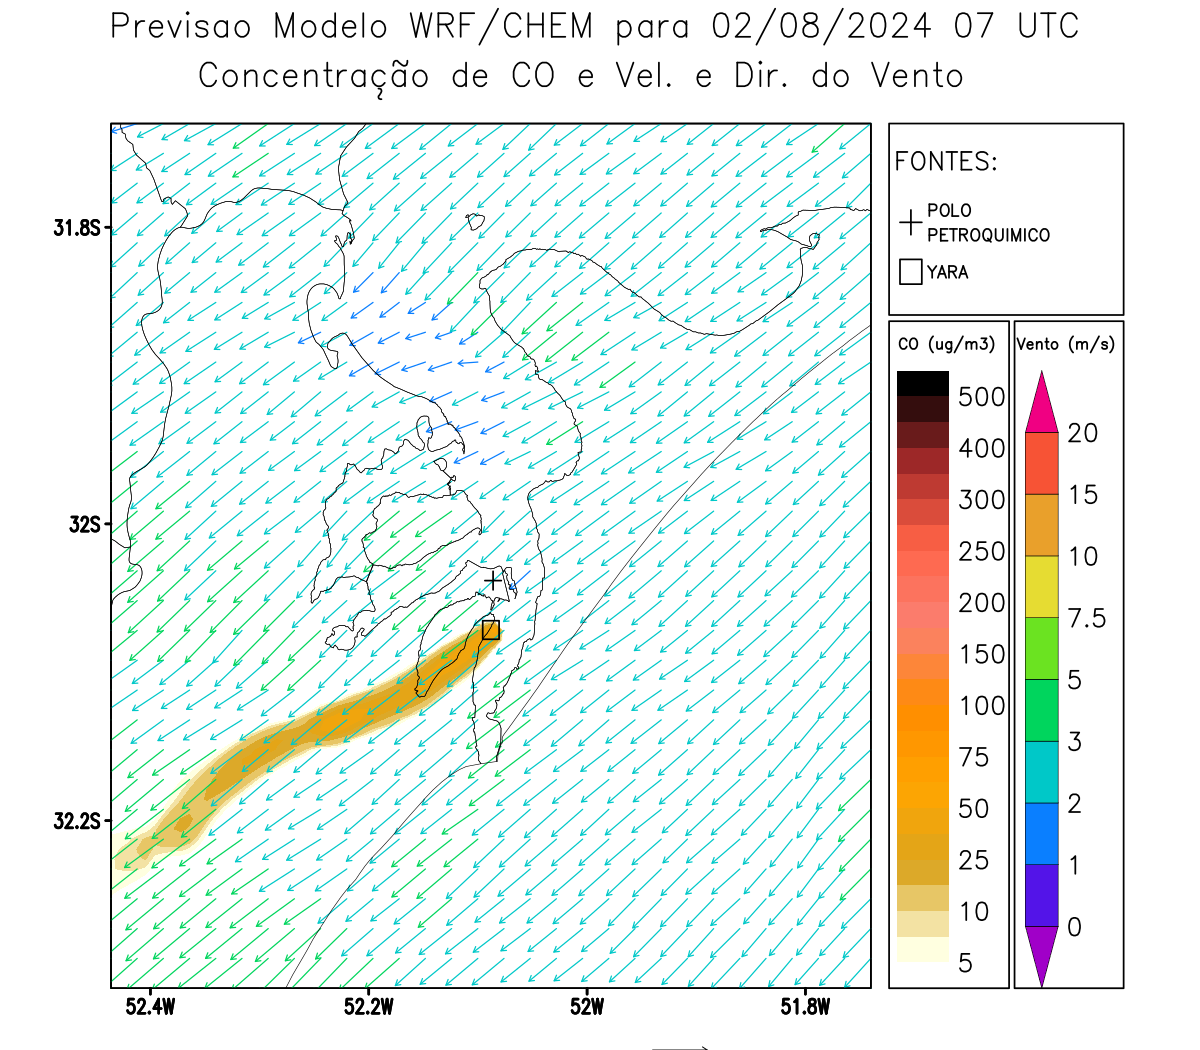 Previsao Modelo WRF/CHEM para 02/08/2024 07 UTC
Concentração de CO e Vel. e Dir. do Vento
FONTES:
POLO
PETROQUIMICO
YARA
CO (ug/m3)
500
400
300
250
200
150
100
75
50
25
10
5
Vento (m/s)
20
15
10
7.5
5
3
2
1
0
31.8S
32S
32.2S
52.4W
52.2W
52W
51.8W